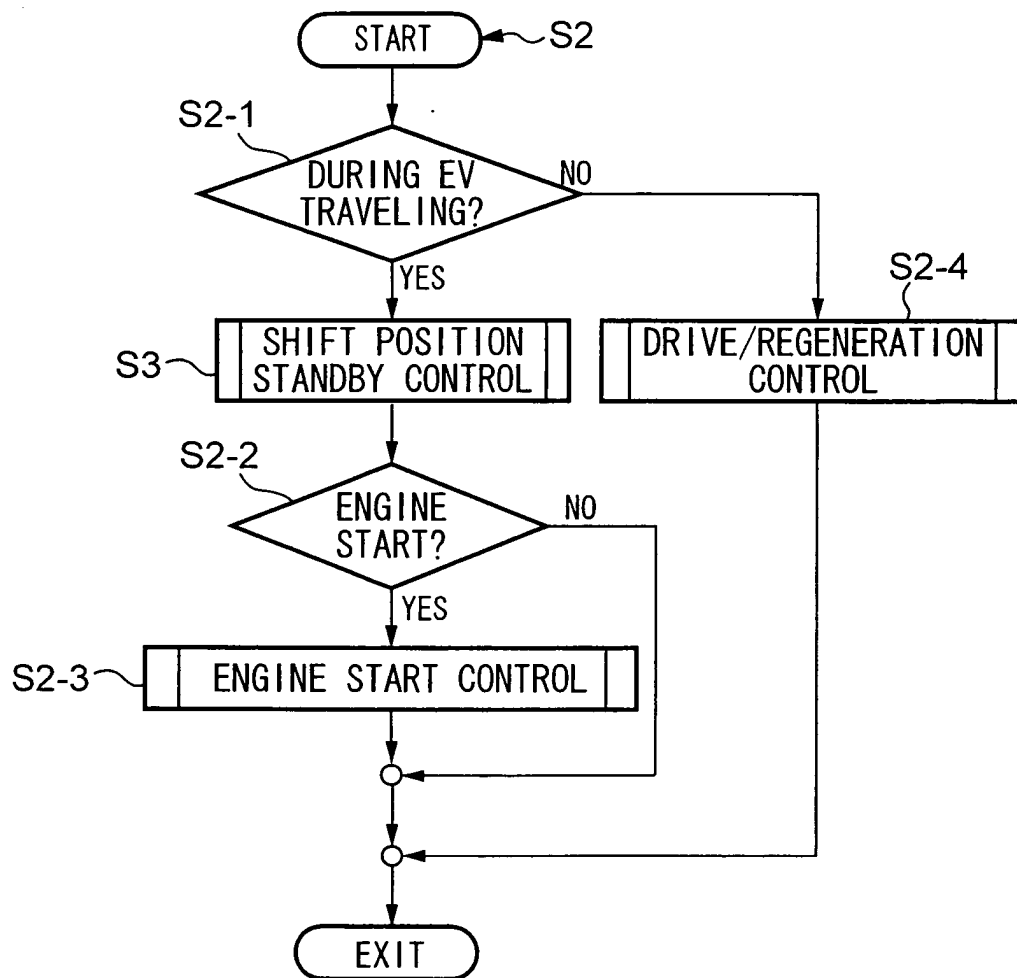 START
S2
S2-1
DURING EV
TRAVELING?
NO
YES
S2-4
S3
SHIFT POSITION
STANDBY CONTROL
DRIVE/REGENERATION
CONTROL
S2-2
ENGINE
START?
NO
YES
S2-3
ENGINE START CONTROL
EXIT